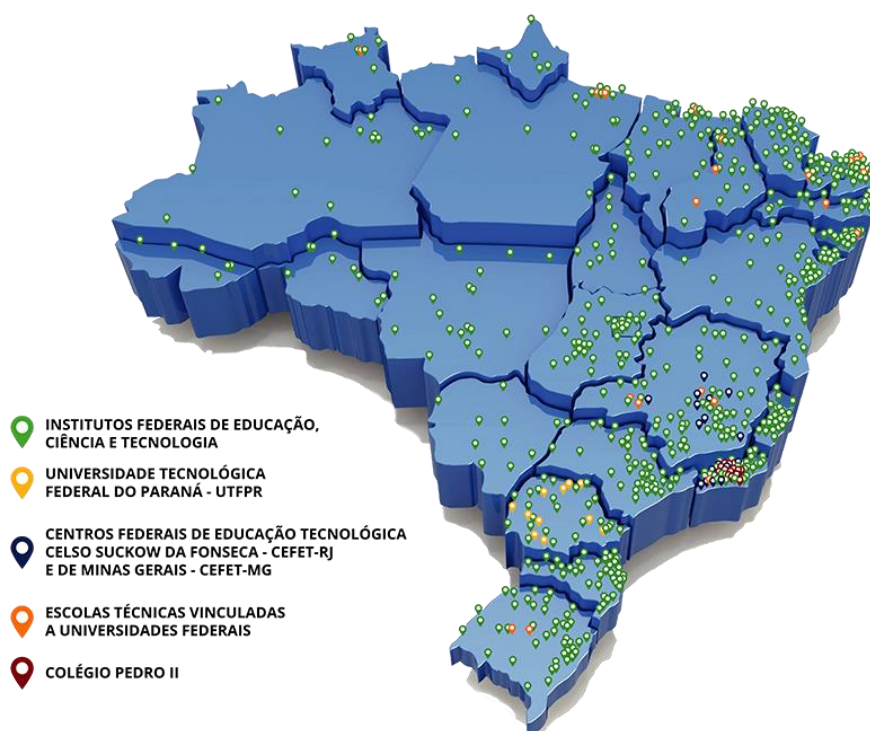 INSTITUTOS FEDERAIS DE EDUCAÇÃO,
CIÊNCIA E TECNOLOGIA
UNIVERSIDADE TECNOLÓGICA
FEDERAL DO PARANÁ - UTFPR
CENTROS FEDERAIS DE EDUCAÇÃO TECNOLÓGICA
CELSO SUCKOW DA FONSECA - CEFET-RJ
E DE MINAS GERAIS - CEFET-MG
ESCOLAS TÉCNICAS VINCULADAS
A UNIVERSIDADES FEDERAIS
COLÉGIO PEDRO II